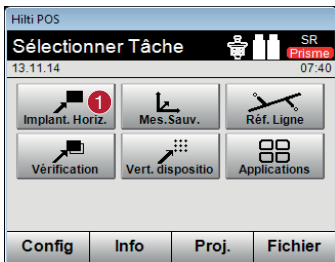 Hilti POS
Sélectionner Tâche
SR
Prisme
13.11.14
07:40
1
Implant. Horiz.
Mes.Sauv.
Réf. Ligne
Vérification
Vert. dispositio
Applications
Config
Info
Proj.
Fichier